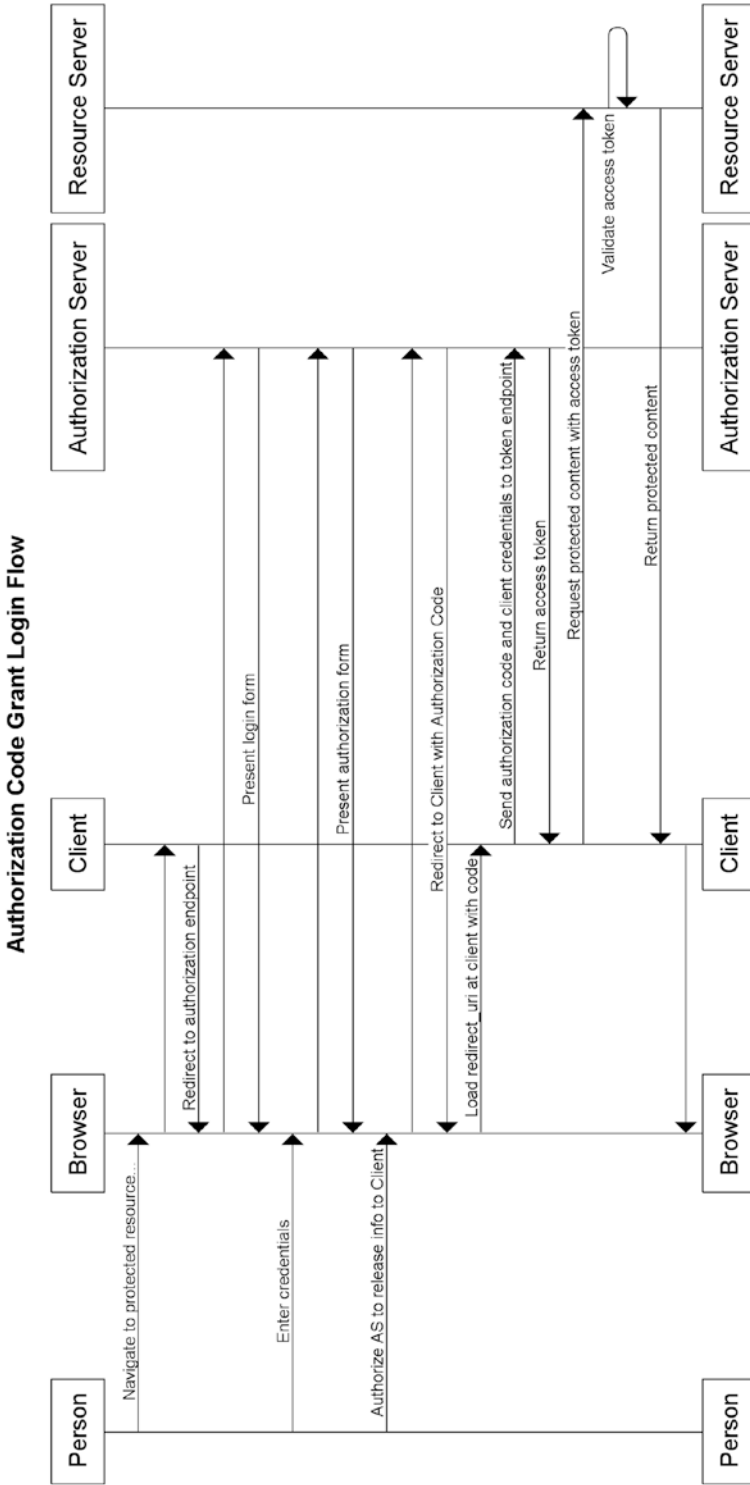 Authorization Code Grant Login Flow
Person
Browser
Client
Authorization Server
Resource Server
Navigate to protected resource...
Redirect to authorization endpoint
Present login form
Enter credentials
Present authorization form
Authorize AS to release info to Client
Redirect to Client with Authorization Code
Load redirect_uri at client with code
Send authorization code and client credentials to token endpoint
Return access token
Request protected content with access token
Validate access token
Return protected content
Person
Browser
Client
Authorization Server
Resource Server